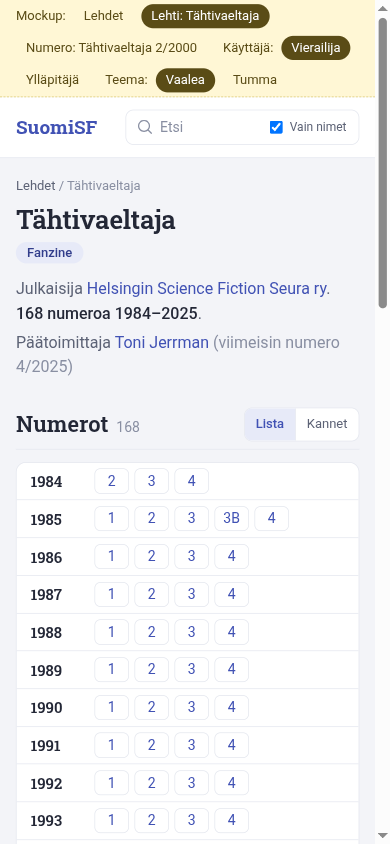 Mockup: Lehdet Lehti: Tähtivaeltaja
Numero: Tähtivaeltaja 2/2000 Käyttäjä: Vierailija
Ylläpitäjä Teema: Vaalea Tumma
SuomiSF Etsi Vain nimet
Lehdet / Tähtivaeltaja
Tähtivaeltaja
Fanzine
Julkaisija Helsingin Science Fiction Seura ry.
168 numeroa 1984–2025.
Päätoimittaja Toni Jerrman (viimeisin numero
4/2025)
Numerot 168 Lista Kannet
1984 2 3 4
1985 1 2 3 3B 4
1986 1 2 3 4
1987 1 2 3 4
1988 1 2 3 4
1989 1 2 3 4
1990 1 2 3 4
1991 1 2 3 4
1992 1 2 3 4
1993 1 2 3 4